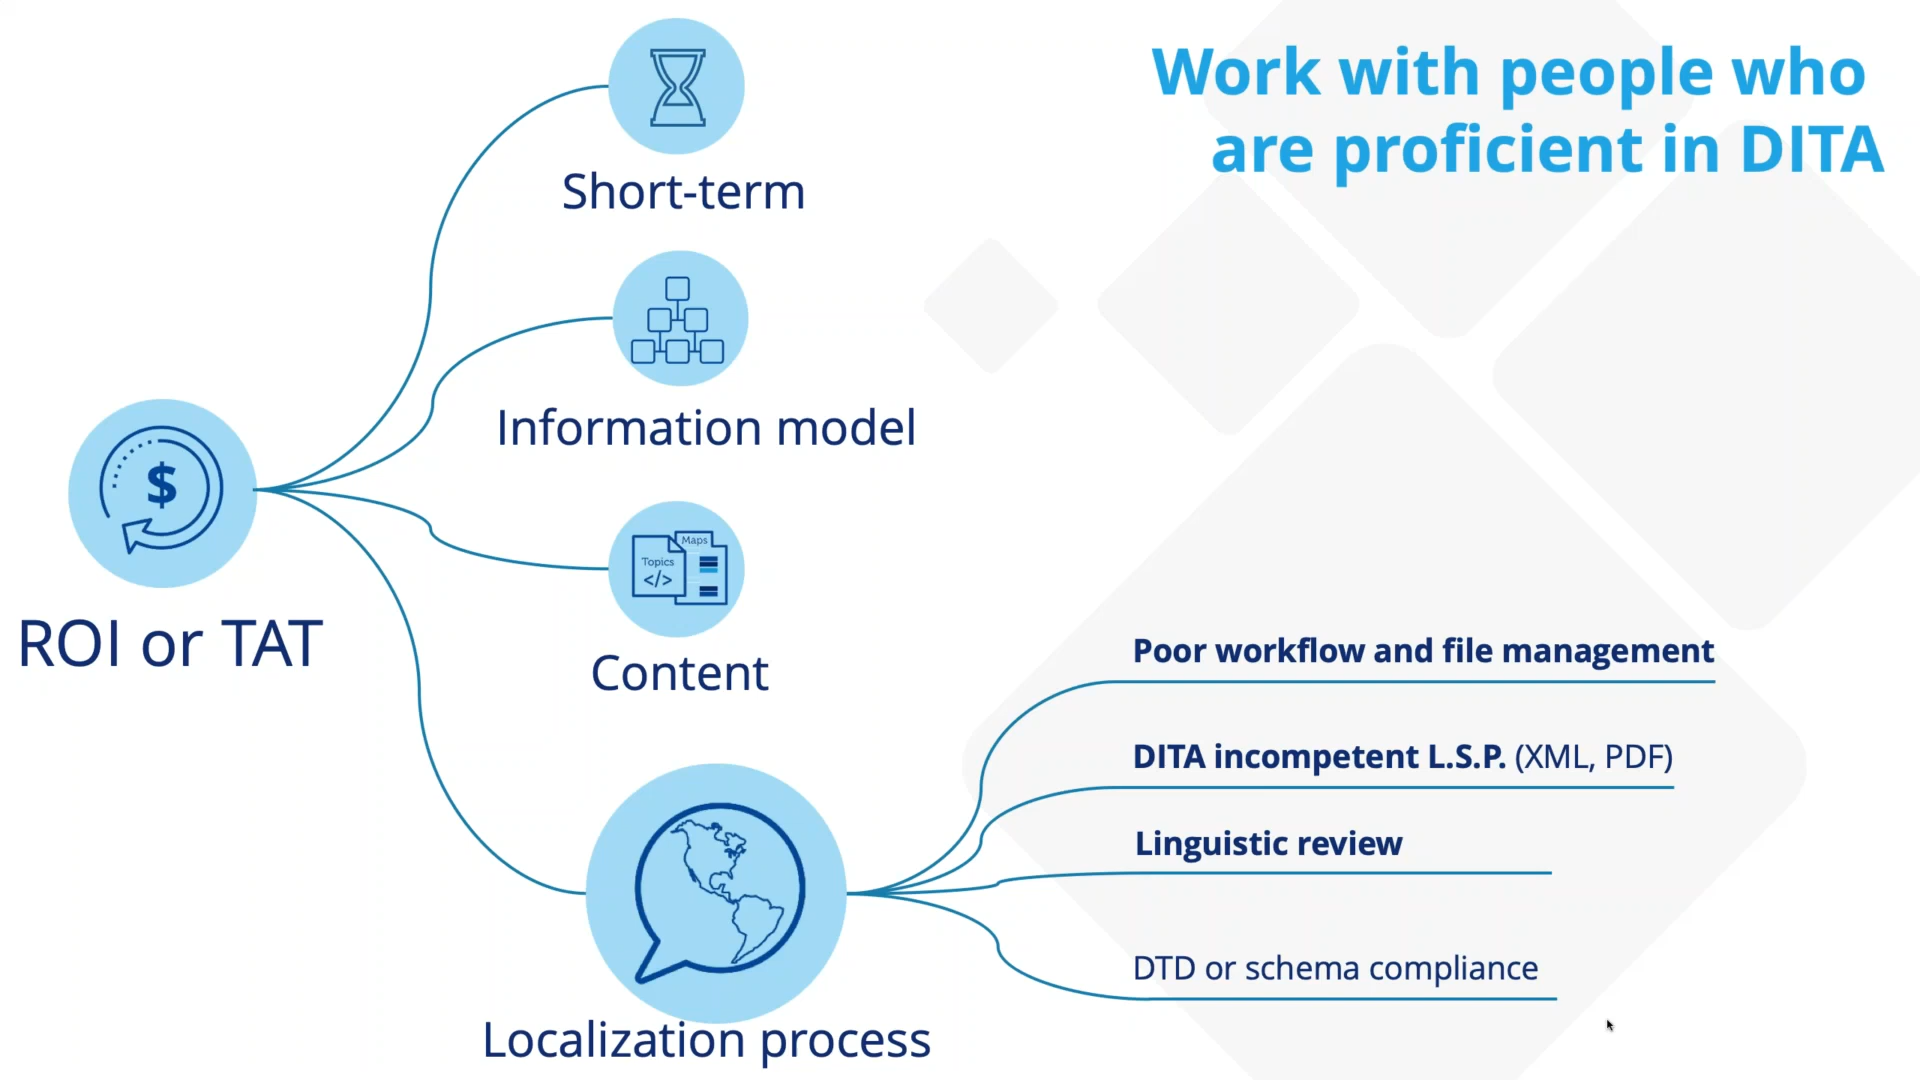 Work with people who
are proficient in DITA
Short-term
Information model
$
ROI or TAT
Maps
Topics
</>
Content
Poor workflow and file management
DITA incompetent L.S.P. (XML, PDF)
Linguistic review
DTD or schema compliance
Localization process